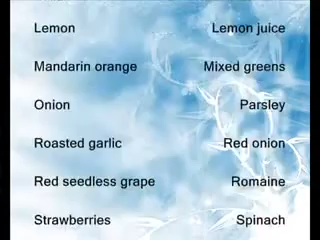 Lemon Lemon juice
Mandarin orange Mixed greens
Onion Parsley
Roasted garlic Red onion
Red seedless grape Romaine
Strawberries Spinach